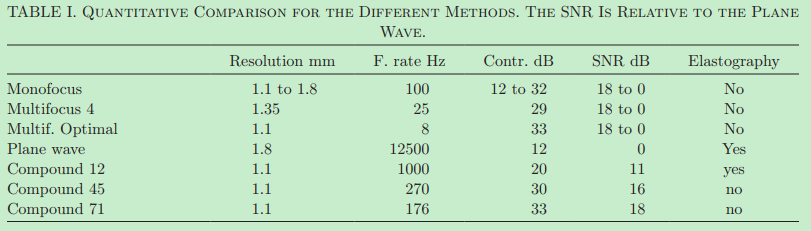 TABLE I. Quantitative Comparison for the Different Methods. The SNR Is Relative to the Plane
Wave.
Resolution mm F. rate Hz Contr. dB SNR dB Elastography
Monofocus 1.1 to 1.8 100 12 to 32 18 to 0 No
Multifocus 4 1.35 25 29 18 to 0 No
Multif. Optimal 1.1 8 33 18 to 0 No
Plane wave 1.8 12500 12 0 Yes
Compound 12 1.1 1000 20 11 yes
Compound 45 1.1 270 30 16 no
Compound 71 1.1 176 33 18 no